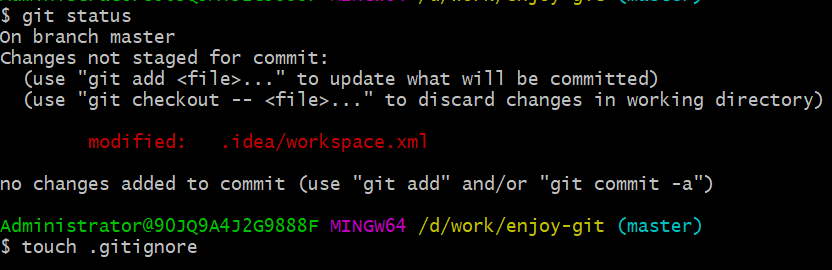 $ git status
On branch master
Changes not staged for commit:
  (use "git add <file>..." to update what will be committed)
  (use "git checkout -- <file>..." to discard changes in working directory)

        modified:   .idea/workspace.xml

no changes added to commit (use "git add" and/or "git commit -a")

Administrator@90JQ9A4J2G9888F MINGW64 /d/work/enjoy-git (master)
$ touch .gitignore